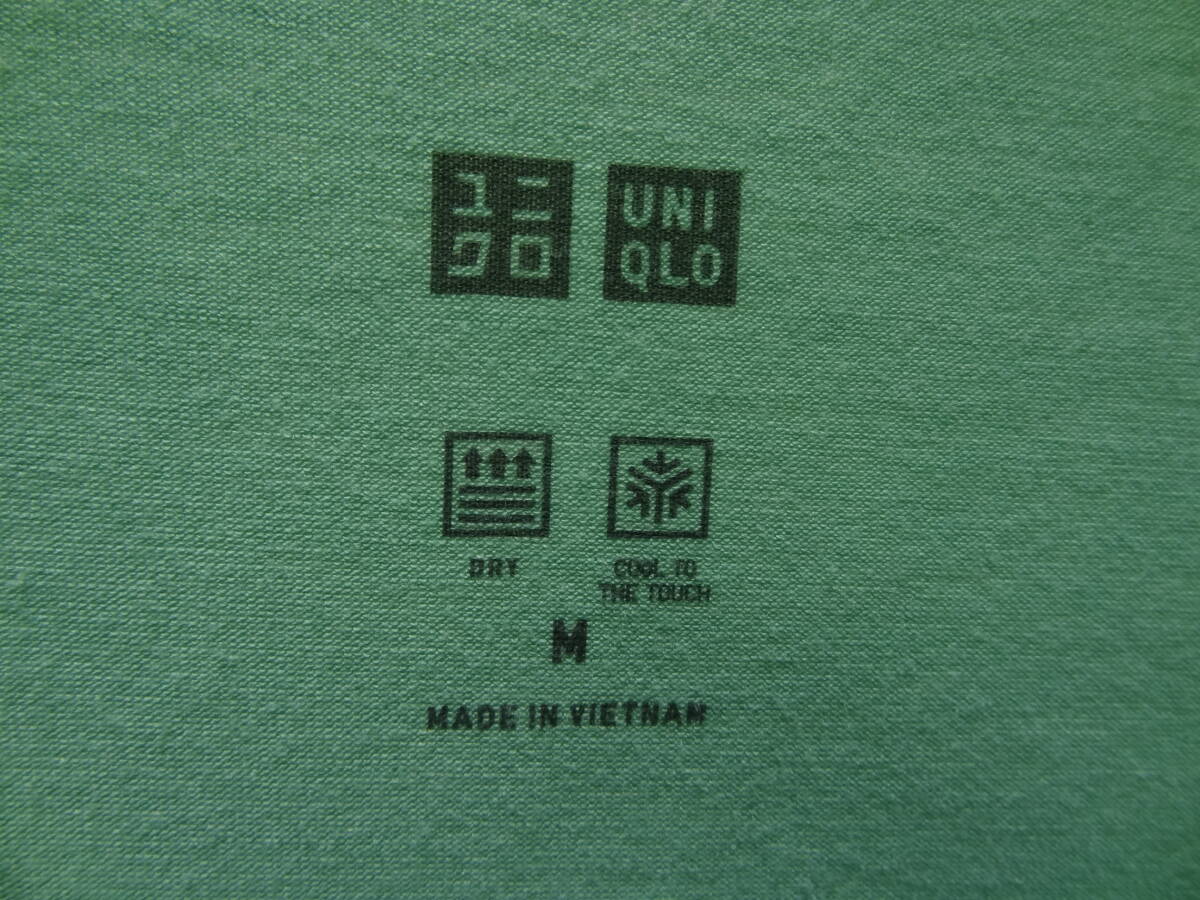 ユニ
クロ
UNI
QLO
DRY
COOL TO
THE TOUCH
M
MADE IN VIETNAM